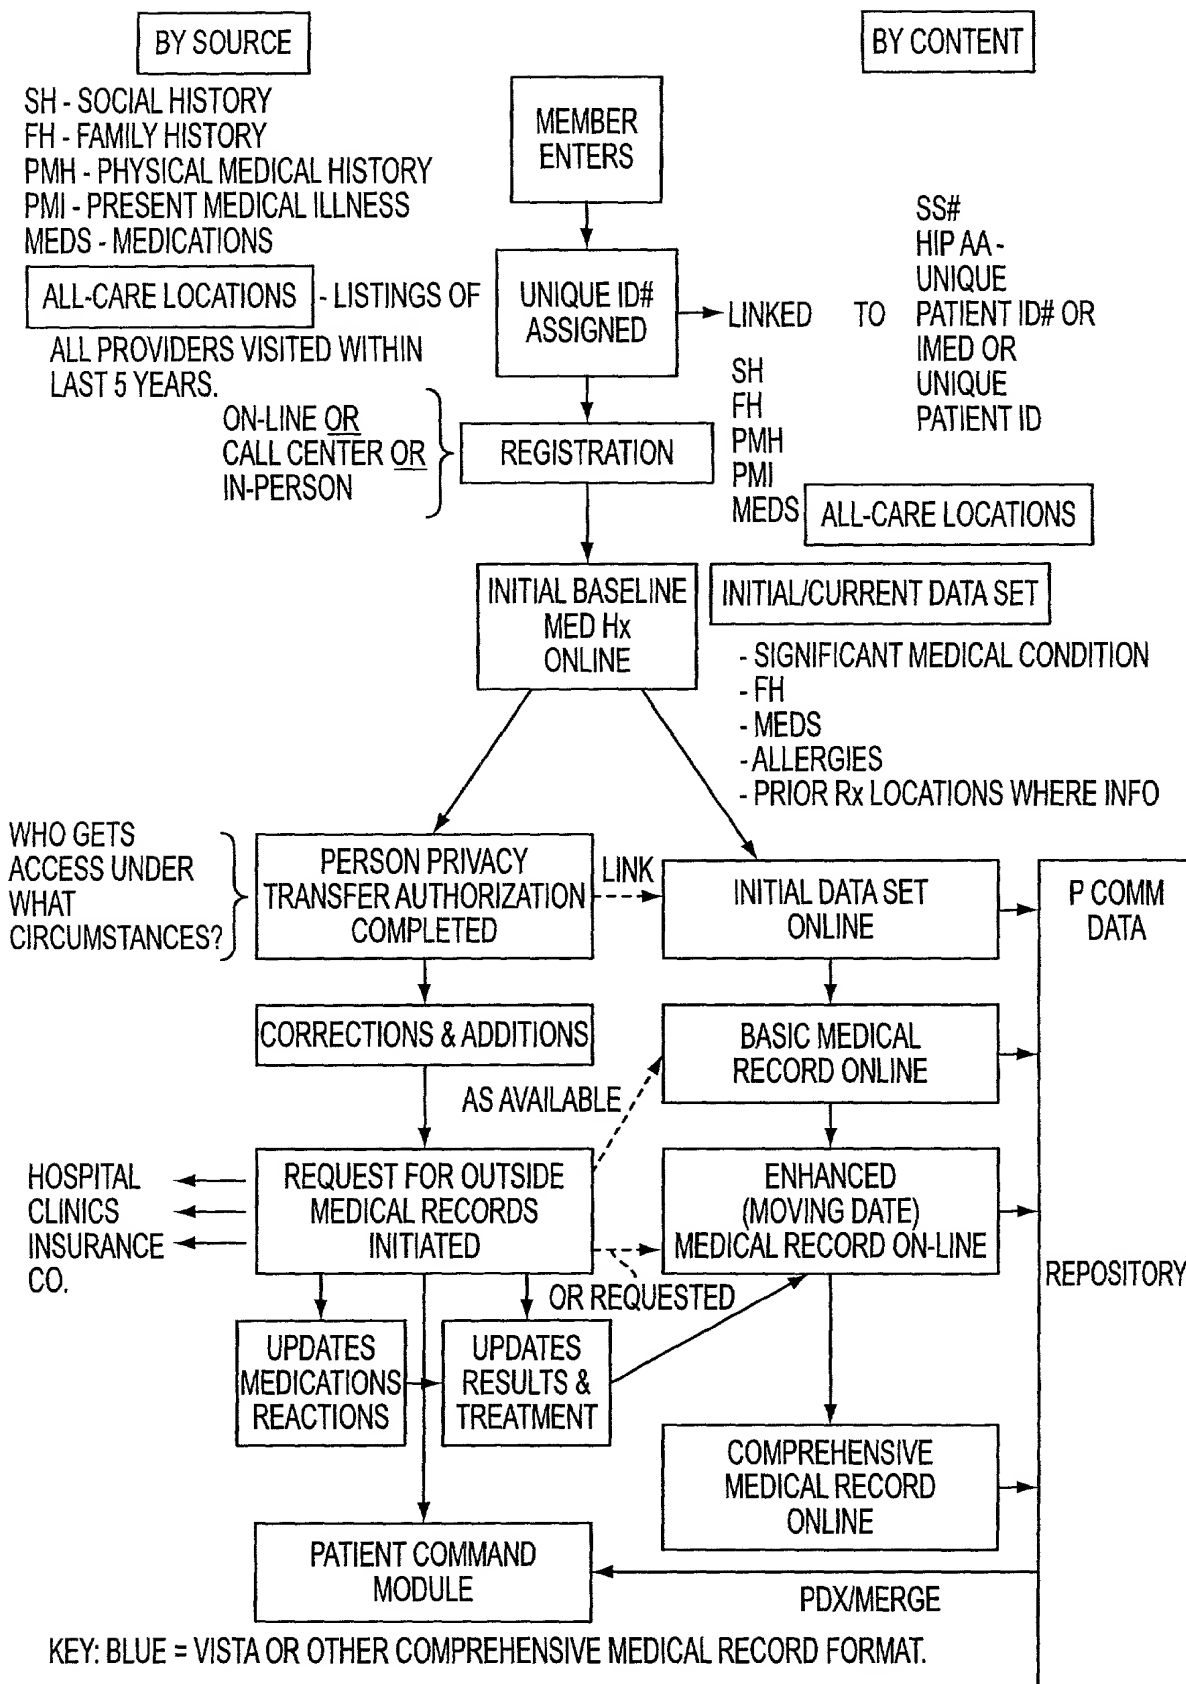 BY SOURCE
BY CONTENT
SH - SOCIAL HISTORY
FH - FAMILY HISTORY
PMH - PHYSICAL MEDICAL HISTORY
PMI - PRESENT MEDICAL ILLNESS
MEDS - MEDICATIONS
ALL-CARE LOCATIONS - LISTINGS OF
ALL PROVIDERS VISITED WITHIN
LAST 5 YEARS.
MEMBER
ENTERS
UNIQUE ID#
ASSIGNED
LINKED TO
SS#
HIP AA -
UNIQUE
PATIENT ID# OR
IMED OR
UNIQUE
PATIENT ID
SH
FH
PMH
PMI
MEDS
ALL-CARE LOCATIONS
ON-LINE OR
CALL CENTER OR
IN-PERSON
REGISTRATION
INITIAL BASELINE
MED Hx
ONLINE
INITIAL/CURRENT DATA SET
- SIGNIFICANT MEDICAL CONDITION
- FH
- MEDS
- ALLERGIES
- PRIOR Rx LOCATIONS WHERE INFO
WHO GETS
ACCESS UNDER
WHAT
CIRCUMSTANCES?
PERSON PRIVACY
TRANSFER AUTHORIZATION
COMPLETED
LINK
INITIAL DATA SET
ONLINE
P COMM
DATA
CORRECTIONS & ADDITIONS
BASIC MEDICAL
RECORD ONLINE
AS AVAILABLE
HOSPITAL
CLINICS
INSURANCE
CO.
REQUEST FOR OUTSIDE
MEDICAL RECORDS
INITIATED
ENHANCED
(MOVING DATE)
MEDICAL RECORD ON-LINE
OR REQUESTED
REPOSITORY
UPDATES
MEDICATIONS
REACTIONS
UPDATES
RESULTS &
TREATMENT
COMPREHENSIVE
MEDICAL RECORD
ONLINE
PATIENT COMMAND
MODULE
PDX/MERGE
KEY: BLUE = VISTA OR OTHER COMPREHENSIVE MEDICAL RECORD FORMAT.